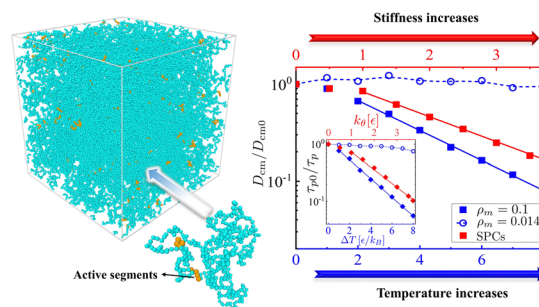 Stiffness increases
0 1 2 3
10^0
10^-1
D_cm/D_cm0
k_θ[ϵ]
0 1 2 3
10^0
10^-1
τ_p0/τ_p
0 2 4 6 8
ΔT[ϵ/k_B]
ρ_m = 0.1
ρ_m = 0.014
SPCs
0 2 4 6
Temperature increases
Active segments